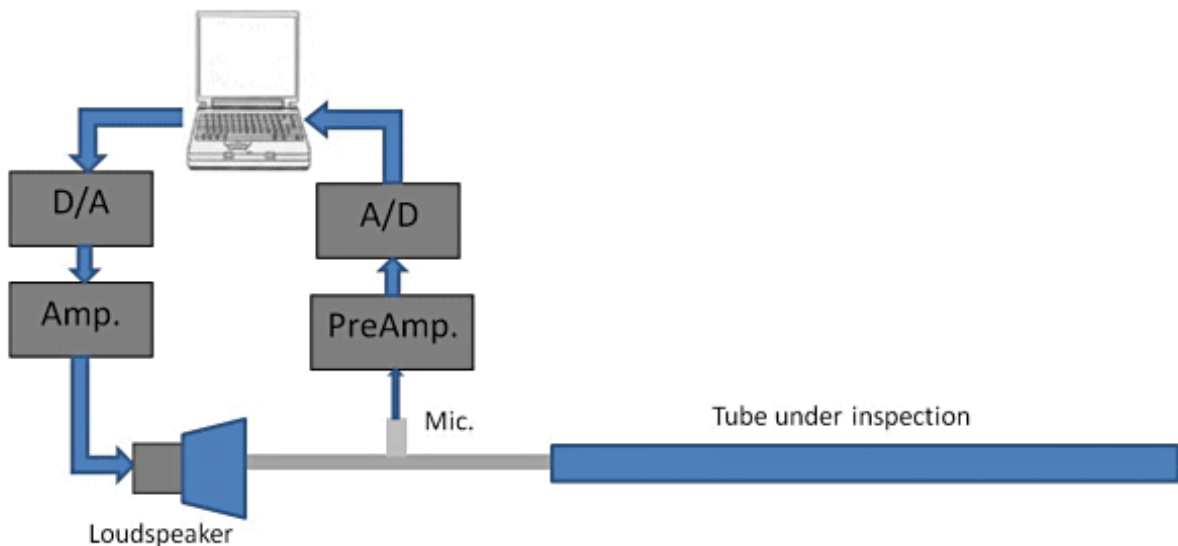 D/A
A/D
Amp.
PreAmp.
Mic.
Tube under inspection
Loudspeaker